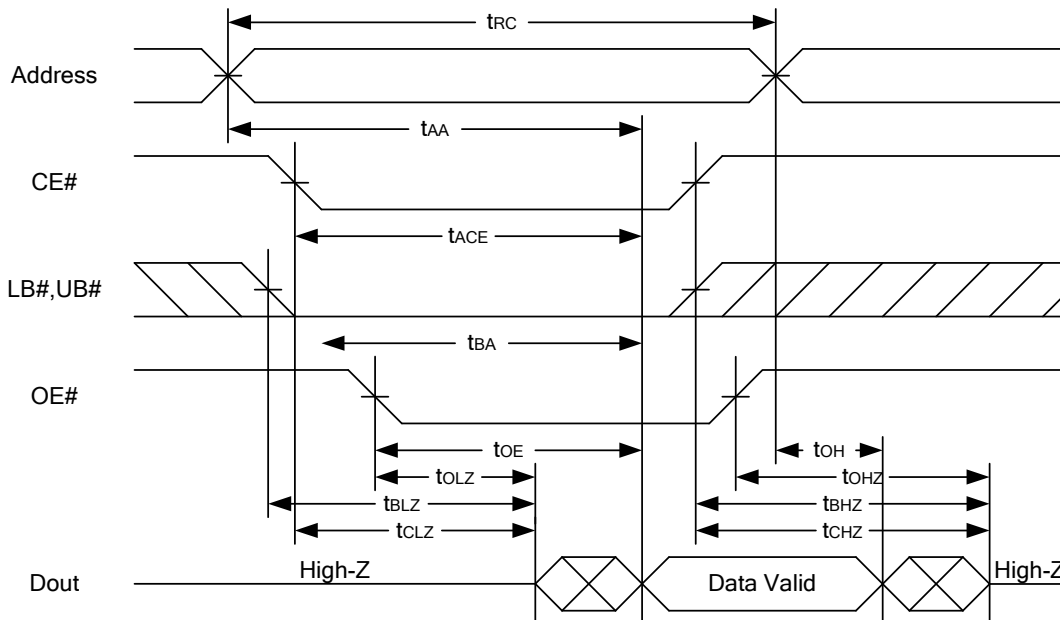 tRC
Address
tAA
CE#
tACE
LB#,UB#
tBA
OE#
tOE
tOH
tOLZ
tOHZ
tBLZ
tBHZ
tCLZ
tCHZ
High-Z
Dout
Data Valid
High-Z